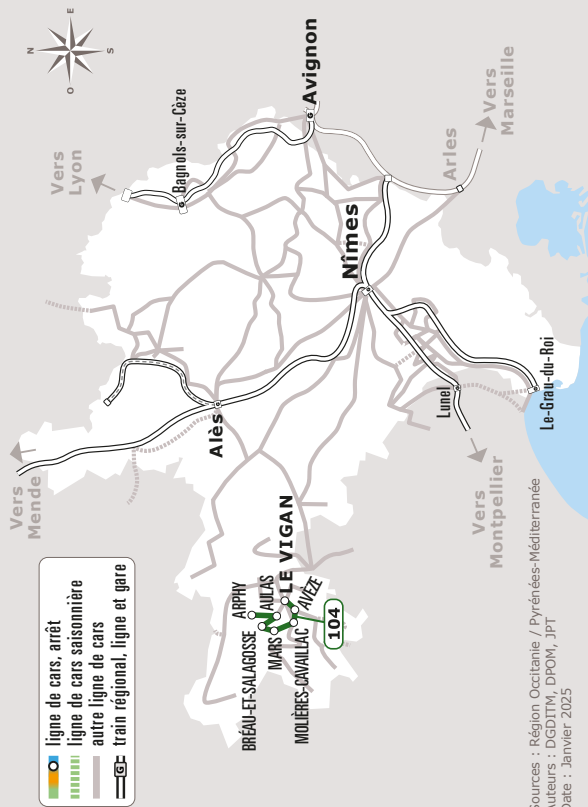 N
O
E
S
Vers
Lyon
Bagnols-sur-Cèze
G
Avignon
Vers
Marseille
Arles
Vers
Mende
Alès
Nîmes
Lunel
Le-Grau-du-Roi
Vers
Montpellier
ligne de cars, arrêt
ligne de cars saisonnière
autre ligne de cars
G
train régional, ligne et gare
ARPHY
BRÉAU-ET-SALAGOSSE
AULAS
MARS
LE VIGAN
AVÈZE
MOLIÈRES-CAVAILLAC
104
Sources : Région Occitanie / Pyrénées-Méditerranée
Auteurs : DGDITM, DPOM, JPT
Date : Janvier 2025